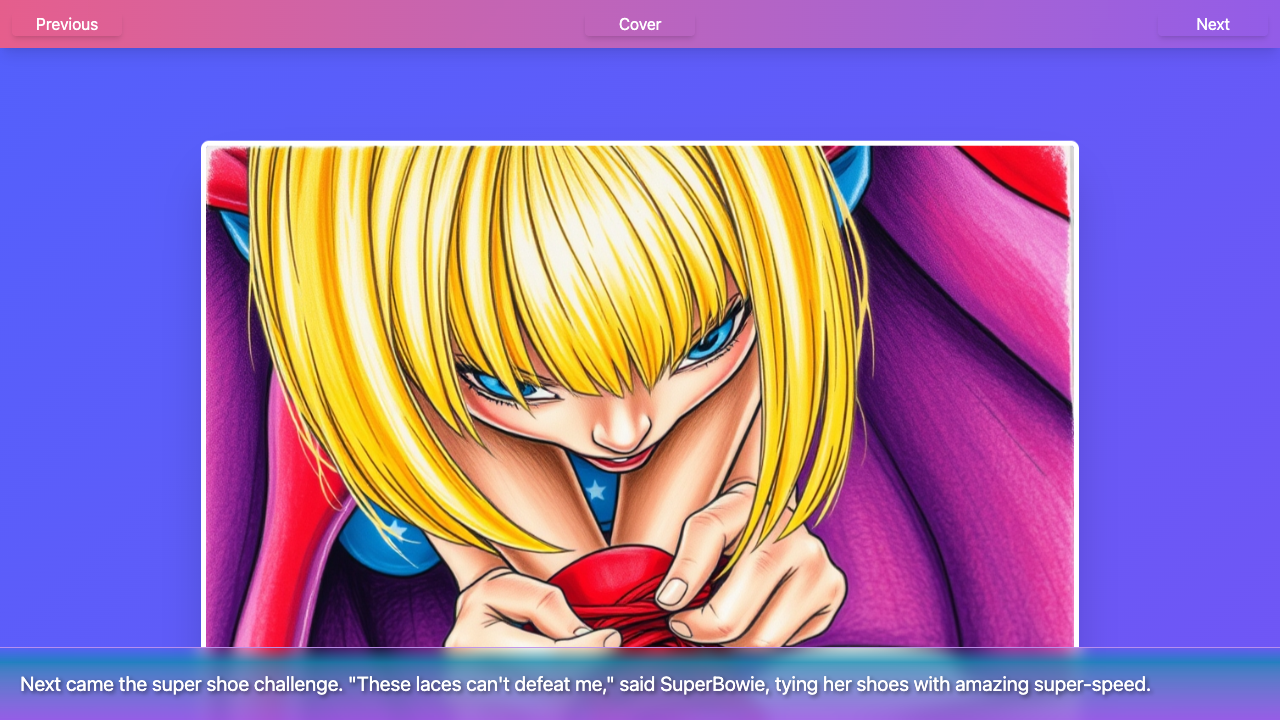 Previous
Cover
Next
Next came the super shoe challenge. "These laces can't defeat me," said SuperBowie, tying her shoes with amazing super-speed.